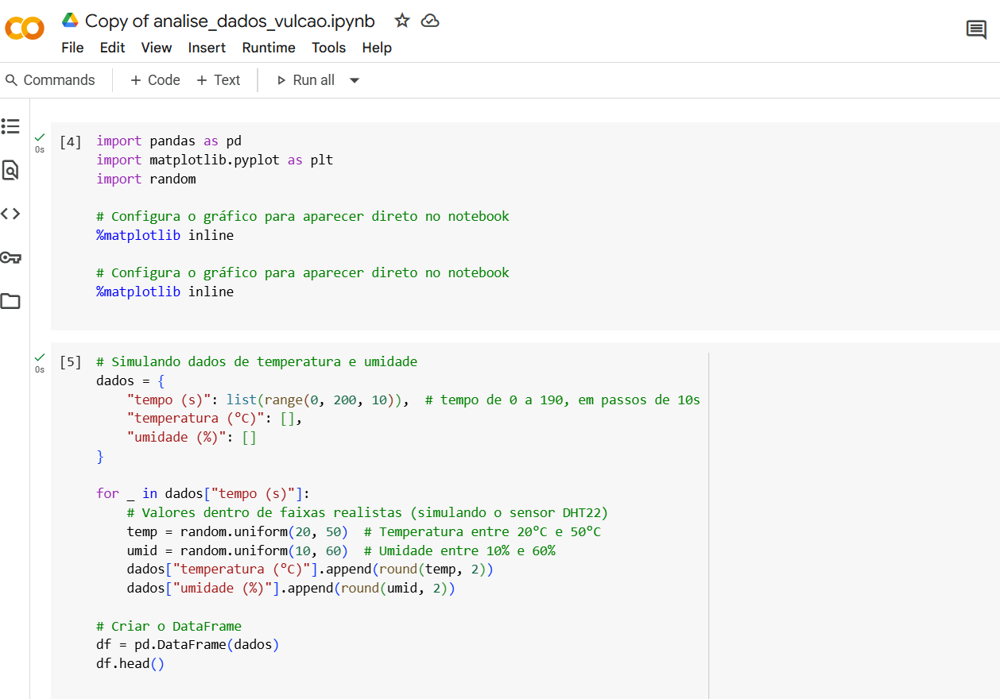 Copy of analise_dados_vulcao.ipynb
File Edit View Insert Runtime Tools Help
Commands + Code + Text Run all
[4] import pandas as pd
0s
import matplotlib.pyplot as plt
import random
# Configura o gráfico para aparecer direto no notebook
%matplotlib inline
# Configura o gráfico para aparecer direto no notebook
%matplotlib inline
[5] # Simulando dados de temperatura e umidade
0s
dados = {
    "tempo (s)": list(range(0, 200, 10)),  # tempo de 0 a 190, em passos de 10s
    "temperatura (°C)": [],
    "umidade (%)": []
}
for _ in dados["tempo (s)"]:
    # Valores dentro de faixas realistas (simulando o sensor DHT22)
    temp = random.uniform(20, 50)  # Temperatura entre 20°C e 50°C
    umid = random.uniform(10, 60)  # Umidade entre 10% e 60%
    dados["temperatura (°C)"].append(round(temp, 2))
    dados["umidade (%)"].append(round(umid, 2))
# Criar o DataFrame
df = pd.DataFrame(dados)
df.head()